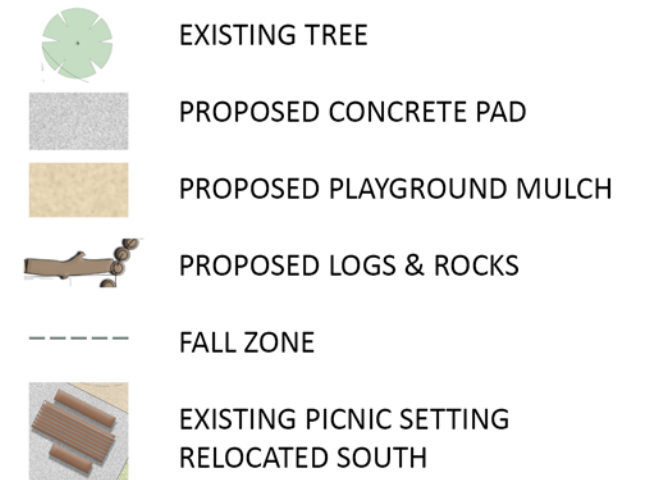 EXISTING TREE
PROPOSED CONCRETE PAD
PROPOSED PLAYGROUND MULCH
PROPOSED LOGS & ROCKS
FALL ZONE
EXISTING PICNIC SETTING
RELOCATED SOUTH